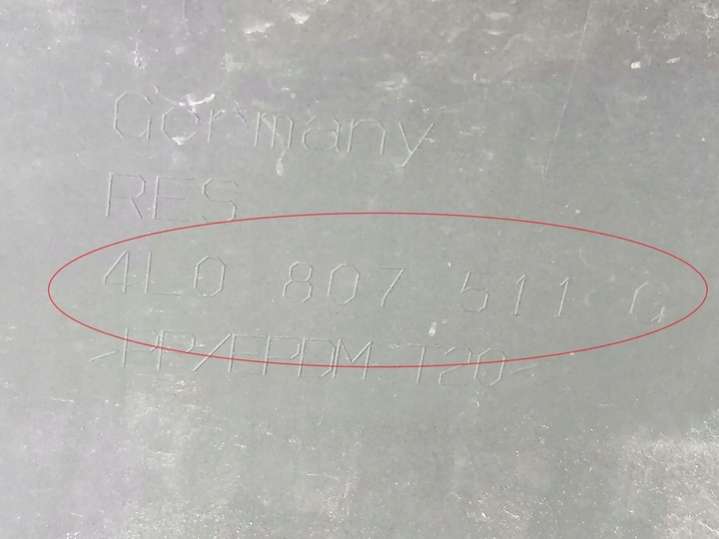 Germany
RES
4L0 807 511 G
>PP/EPDM T20<